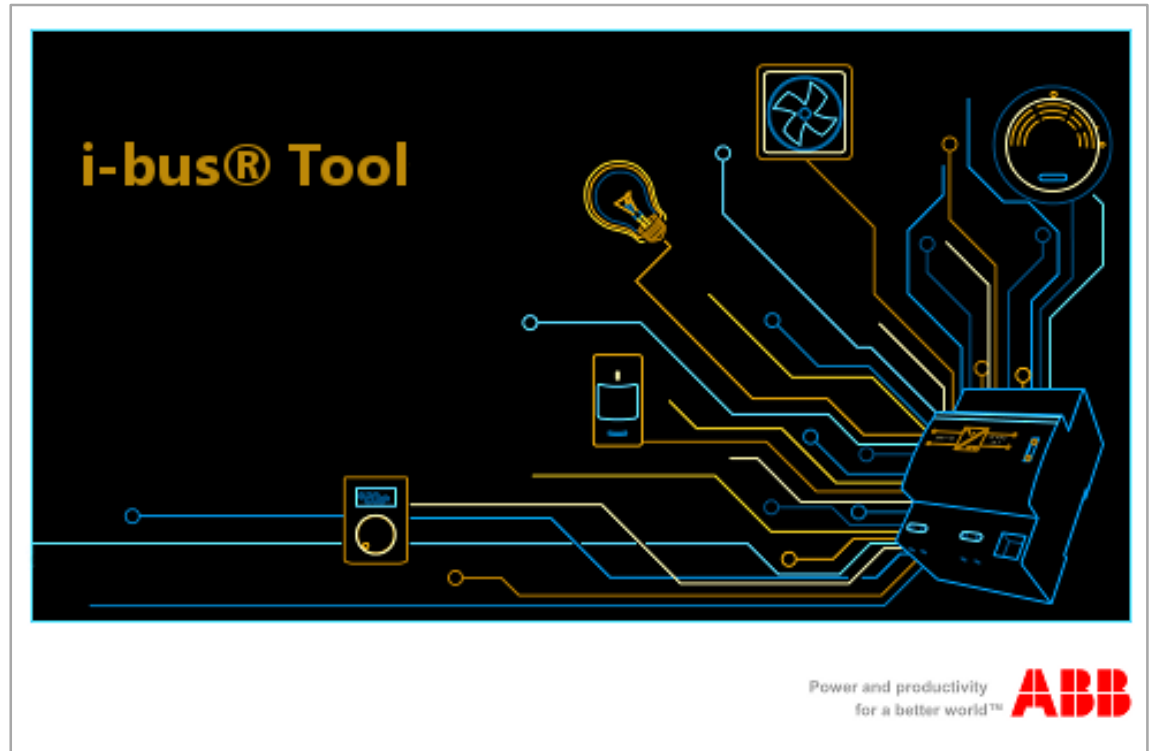 i-bus® Tool
Power and productivity
for a better world™
ABB